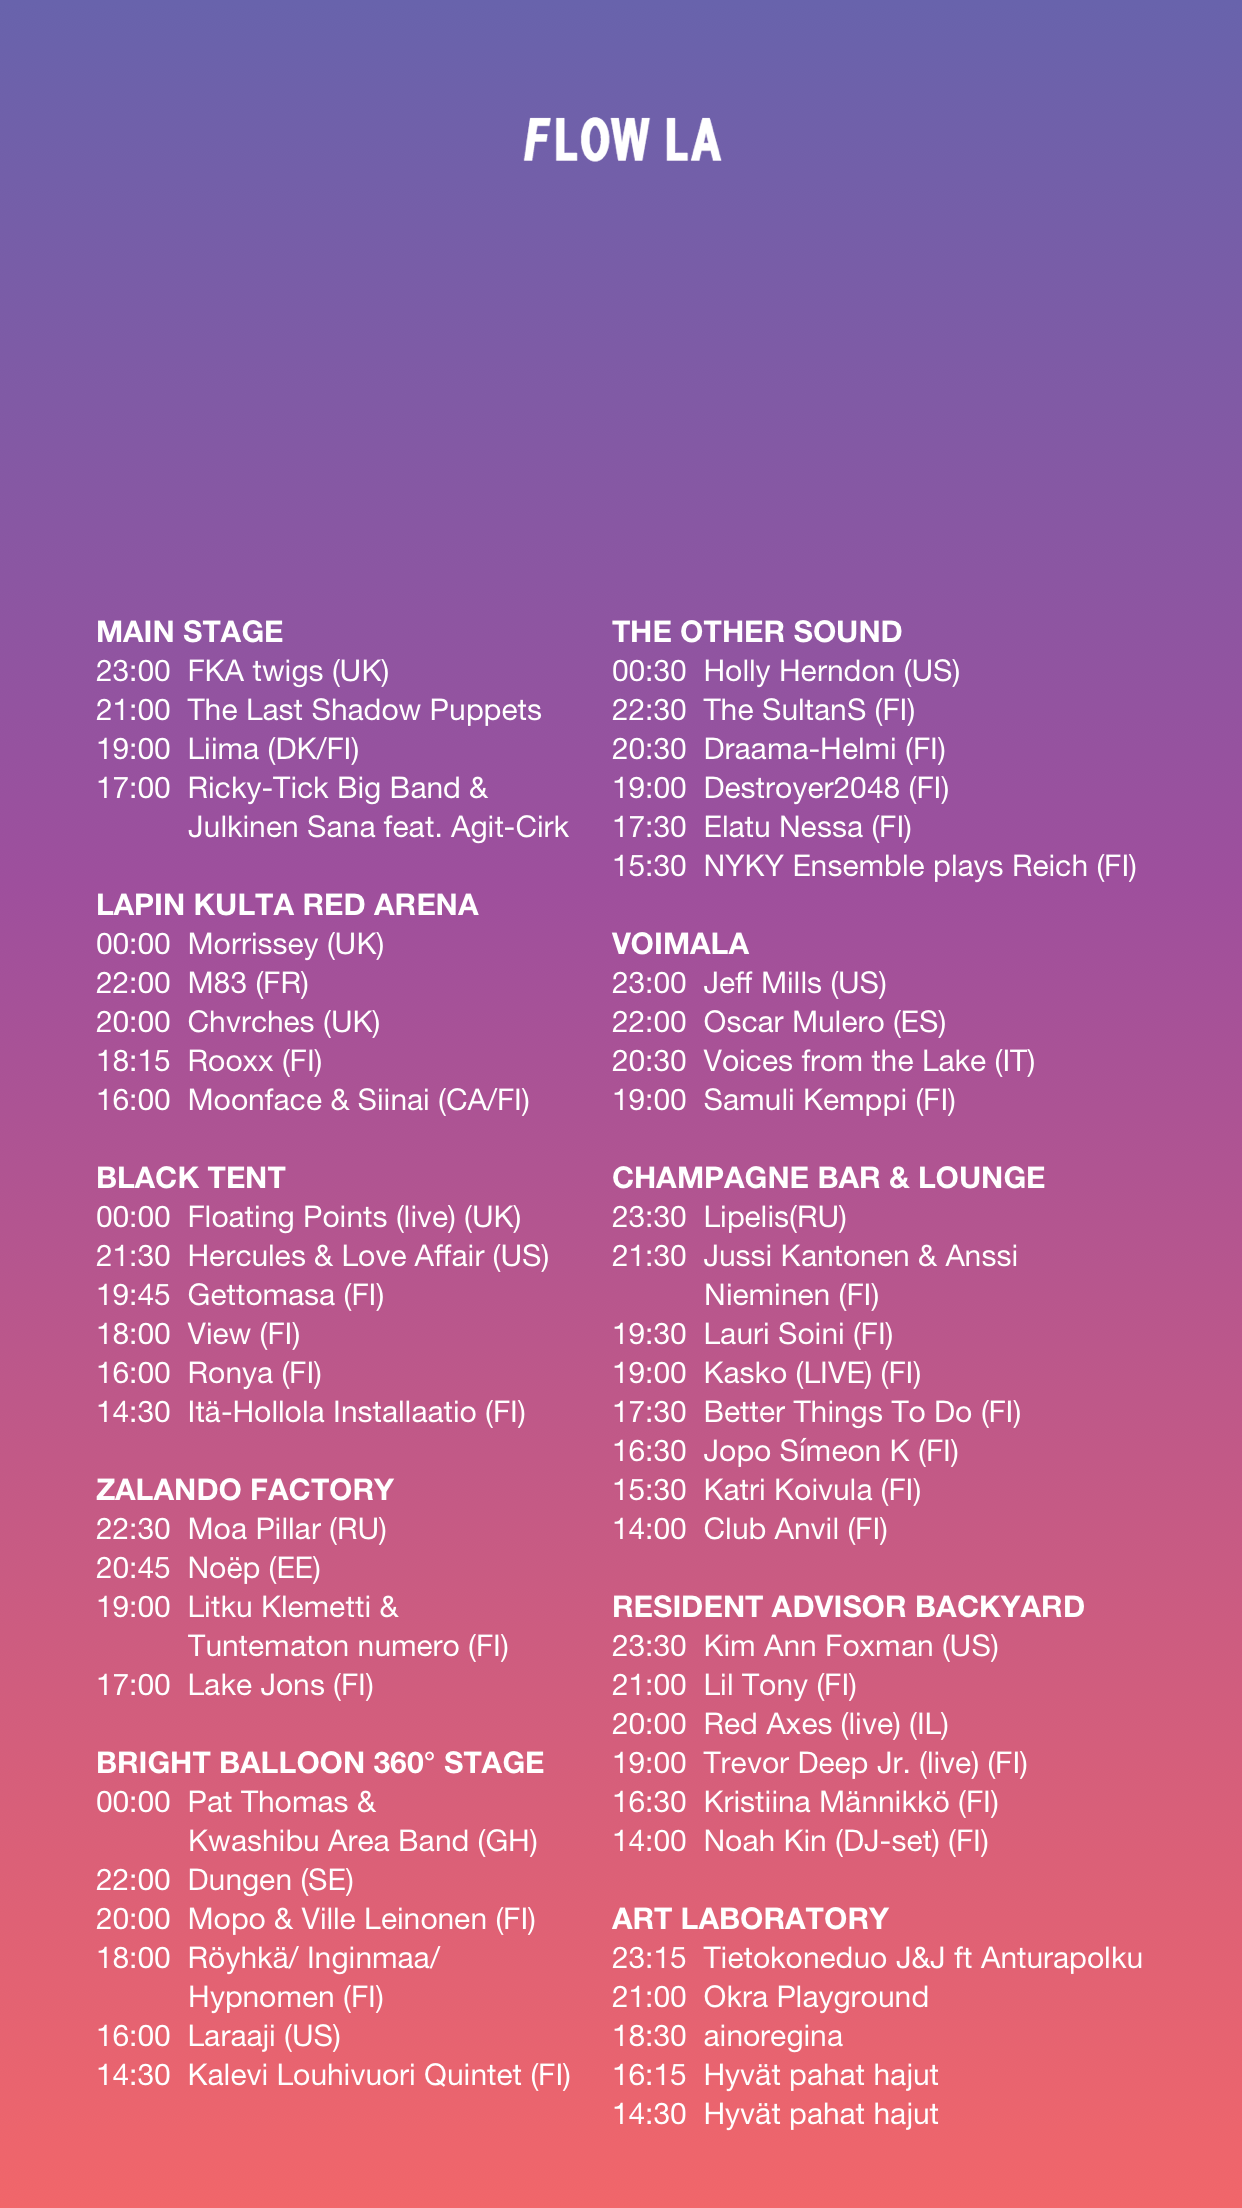 FLOW LA
MAIN STAGE
23:00 FKA twigs (UK)
21:00 The Last Shadow Puppets
19:00 Liima (DK/FI)
17:00 Ricky-Tick Big Band &
Julkinen Sana feat. Agit-Cirk
LAPIN KULTA RED ARENA
00:00 Morrissey (UK)
22:00 M83 (FR)
20:00 Chvrches (UK)
18:15 Rooxx (FI)
16:00 Moonface & Siinai (CA/FI)
BLACK TENT
00:00 Floating Points (live) (UK)
21:30 Hercules & Love Affair (US)
19:45 Gettomasa (FI)
18:00 View (FI)
16:00 Ronya (FI)
14:30 Itä-Hollola Installaatio (FI)
ZALANDO FACTORY
22:30 Moa Pillar (RU)
20:45 Noëp (EE)
19:00 Litku Klemetti &
Tuntematon numero (FI)
17:00 Lake Jons (FI)
BRIGHT BALLOON 360° STAGE
00:00 Pat Thomas &
Kwashibu Area Band (GH)
22:00 Dungen (SE)
20:00 Mopo & Ville Leinonen (FI)
18:00 Röyhkä/ Inginmaa/
Hypnomen (FI)
16:00 Laraaji (US)
14:30 Kalevi Louhivuori Quintet (FI)
THE OTHER SOUND
00:30 Holly Herndon (US)
22:30 The SultanS (FI)
20:30 Draama-Helmi (FI)
19:00 Destroyer2048 (FI)
17:30 Elatu Nessa (FI)
15:30 NYKY Ensemble plays Reich (FI)
VOIMALA
23:00 Jeff Mills (US)
22:00 Oscar Mulero (ES)
20:30 Voices from the Lake (IT)
19:00 Samuli Kemppi (FI)
CHAMPAGNE BAR & LOUNGE
23:30 Lipelis(RU)
21:30 Jussi Kantonen & Anssi
Nieminen (FI)
19:30 Lauri Soini (FI)
19:00 Kasko (LIVE) (FI)
17:30 Better Things To Do (FI)
16:30 Jopo Símeon K (FI)
15:30 Katri Koivula (FI)
14:00 Club Anvil (FI)
RESIDENT ADVISOR BACKYARD
23:30 Kim Ann Foxman (US)
21:00 Lil Tony (FI)
20:00 Red Axes (live) (IL)
19:00 Trevor Deep Jr. (live) (FI)
16:30 Kristiina Männikkö (FI)
14:00 Noah Kin (DJ-set) (FI)
ART LABORATORY
23:15 Tietokoneduo J&J ft Anturapolku
21:00 Okra Playground
18:30 ainoregina
16:15 Hyvät pahat hajut
14:30 Hyvät pahat hajut